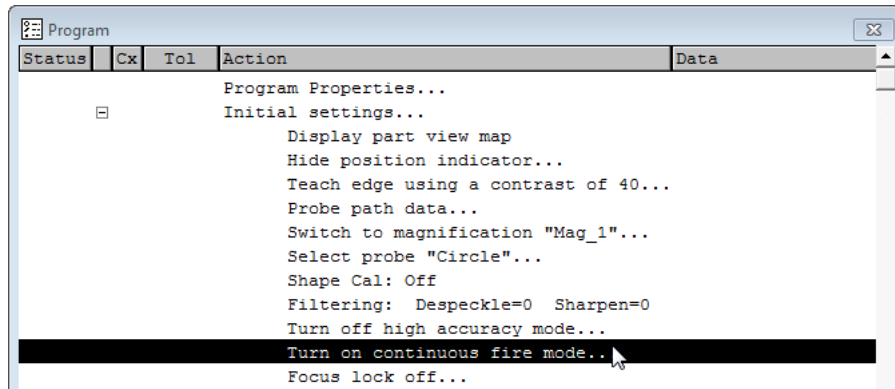 Program
Status Cx Tol Action Data
Program Properties...
Initial settings...
Display part view map
Hide position indicator...
Teach edge using a contrast of 40...
Probe path data...
Switch to magnification "Mag_1"...
Select probe "Circle"...
Shape Cal: Off
Filtering:  Despeckle=0  Sharpen=0
Turn off high accuracy mode...
Turn on continuous fire mode...
Focus lock off...